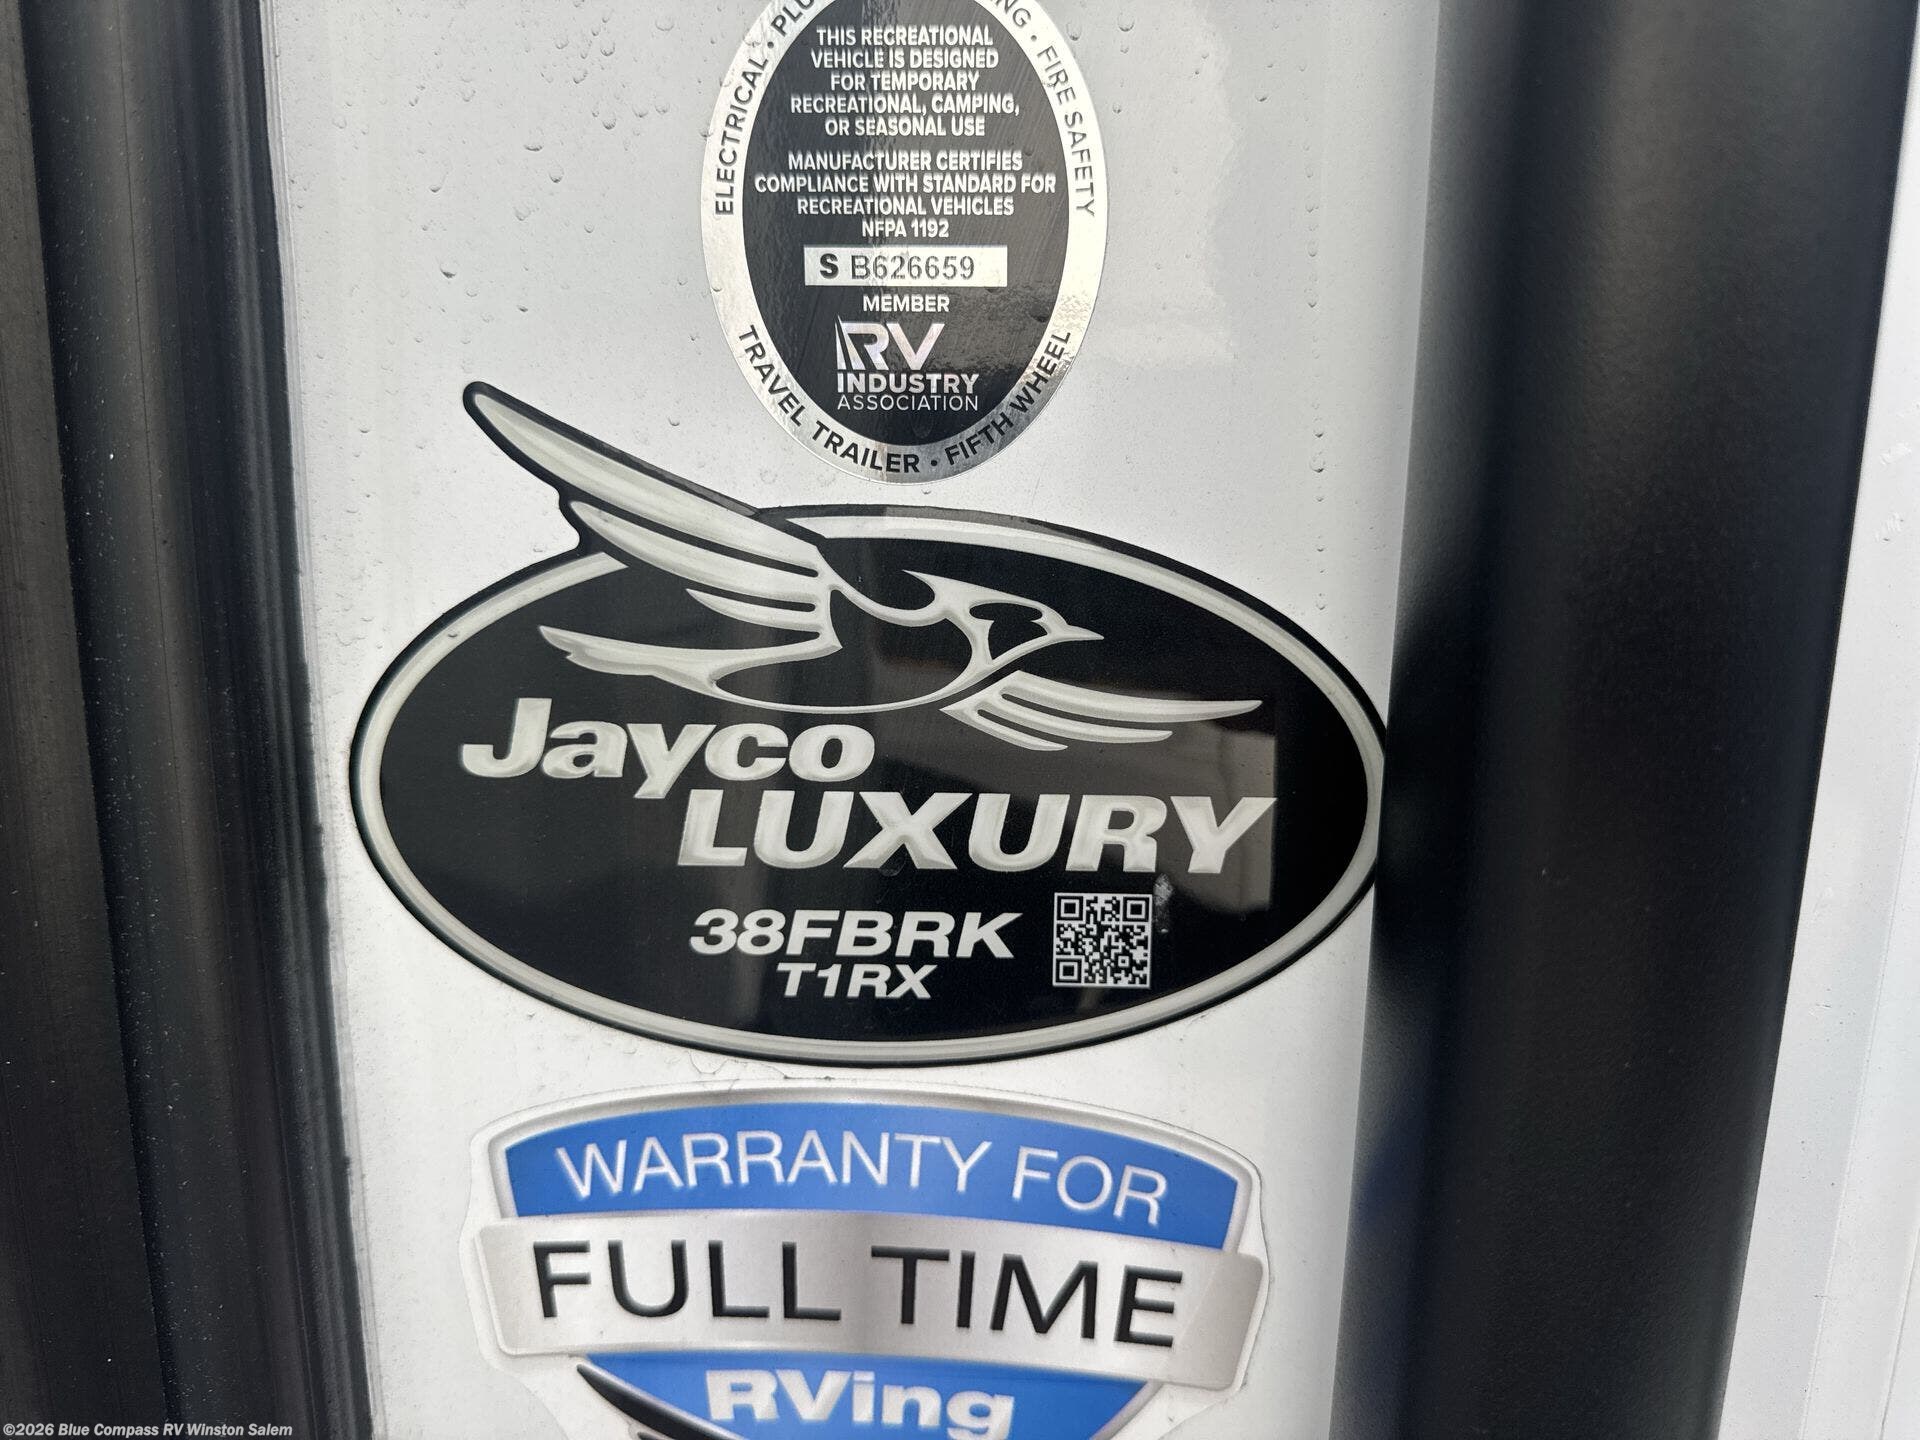 ELECTRICAL •
• FIRE SAFETY
THIS RECREATIONAL
VEHICLE IS DESIGNED
FOR TEMPORARY
RECREATIONAL, CAMPING,
OR SEASONAL USE
MANUFACTURER CERTIFIES
COMPLIANCE WITH STANDARD FOR
RECREATIONAL VEHICLES
NFPA 1192
S B626659
MEMBER
RV
INDUSTRY
ASSOCIATION
TRAVEL TRAILER • FIFTH WHEEL
Jayco
LUXURY
38FBRK
T1RX
WARRANTY FOR
FULL TIME
RVing
©2026 Blue Compass RV Winston Salem